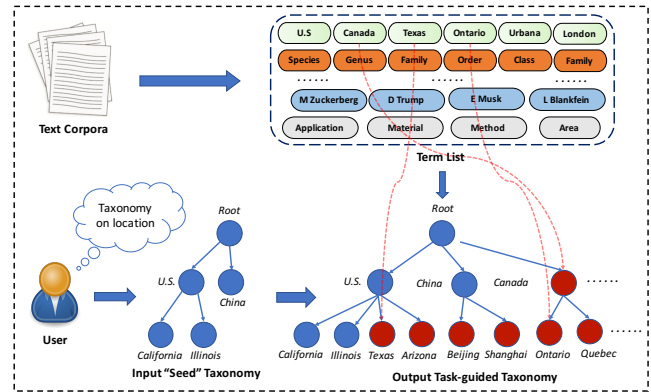 U.S Canada Texas Ontario Urbana London
Species Genus Family Order Class Family
...... ...... ......
M Zuckerberg D Trump E Musk L Blankfein
Application Material Method Area
Text Corpora
Term List
Taxonomy
on location
Root
Root
U.S.
China
U.S.
China
Canada
......
User
California Illinois
California Illinois Texas Arizona Beijing Shanghai Ontario Quebec
......
Input “Seed” Taxonomy
Output Task-guided Taxonomy